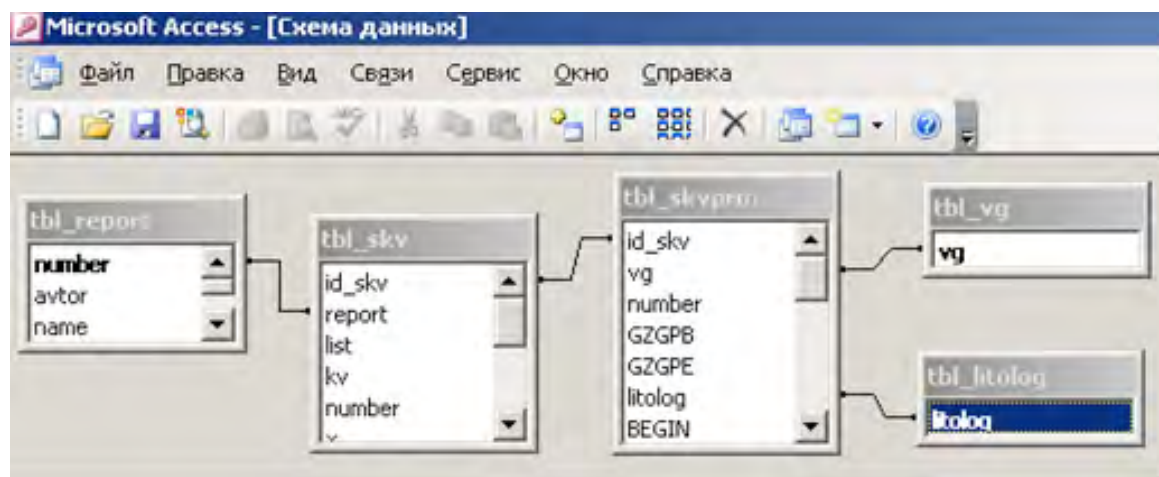 Microsoft Access - [Схема данных]
Файл Правка Вид Связи Сервис Окно Справка
tbl_report
number
avtor
name
tbl_skv
id_skv
report
list
kv
number
tbl_skvprm
id_skv
vg
number
GZGPB
GZGPE
litolog
BEGIN
tbl_vg
vg
tbl_litolog
litolog